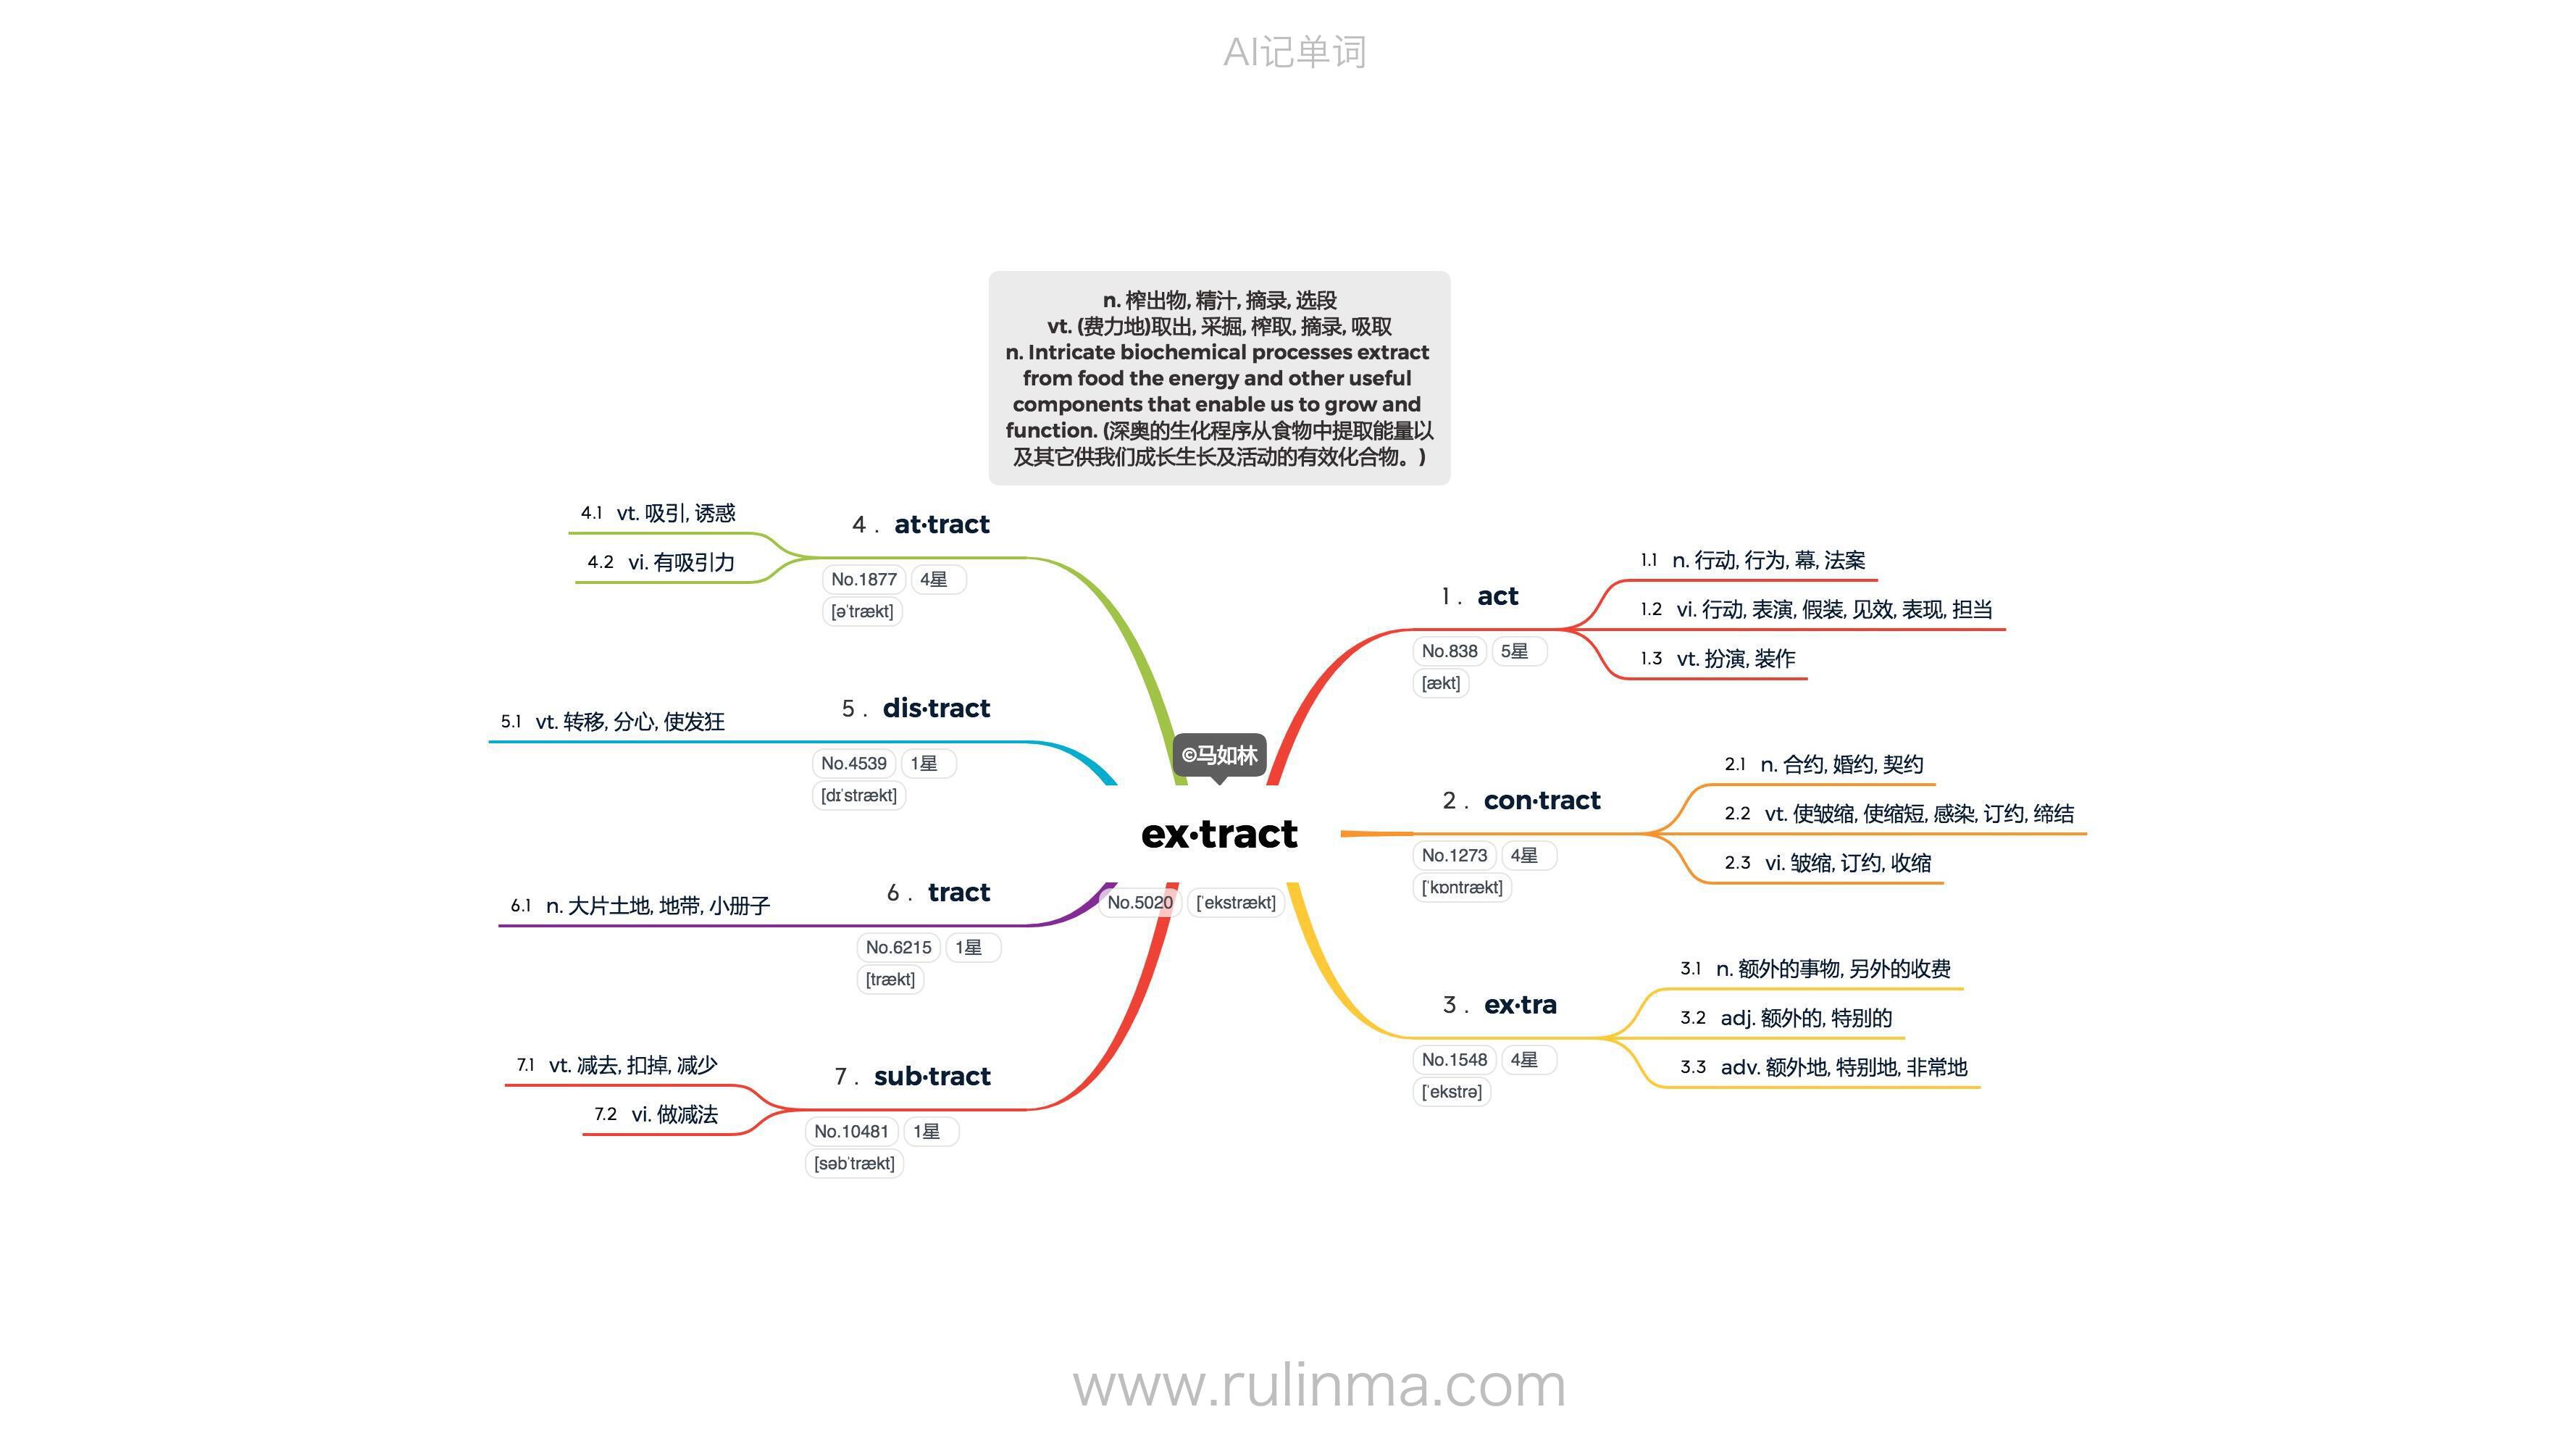 AI记单词
n. 榨出物, 精汁, 摘录, 选段
vt. (费力地)取出, 采掘, 榨取, 摘录, 吸取
n. Intricate biochemical processes extract
from food the energy and other useful
components that enable us to grow and
function. (深奥的生化程序从食物中提取能量以
及其它供我们成长生长及活动的有效化合物。)
©马如林
ex·tract
No.5020 [ˈekstrækt]
1. act
No.838 5星
[ækt]
1.1 n. 行动, 行为, 幕, 法案
1.2 vi. 行动, 表演, 假装, 见效, 表现, 担当
1.3 vt. 扮演, 装作
2. con·tract
No.1273 4星
[ˈkɒntrækt]
2.1 n. 合约, 婚约, 契约
2.2 vt. 使皱缩, 使缩短, 感染, 订约, 缔结
2.3 vi. 皱缩, 订约, 收缩
3. ex·tra
No.1548 4星
[ˈekstrə]
3.1 n. 额外的事物, 另外的收费
3.2 adj. 额外的, 特别的
3.3 adv. 额外地, 特别地, 非常地
4. at·tract
No.1877 4星
[əˈtrækt]
4.1 vt. 吸引, 诱惑
4.2 vi. 有吸引力
5. dis·tract
No.4539 1星
[dɪˈstrækt]
5.1 vt. 转移, 分心, 使发狂
6. tract
No.6215 1星
[trækt]
6.1 n. 大片土地, 地带, 小册子
7. sub·tract
No.10481 1星
[səbˈtrækt]
7.1 vt. 减去, 扣掉, 减少
7.2 vi. 做减法
www.rulinma.com